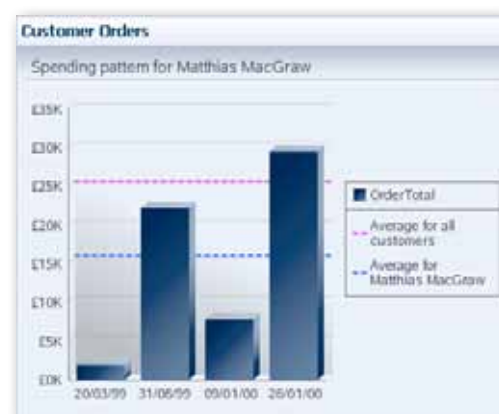 Customer Orders
Spending pattern for Matthias MacGraw
£35K
£30K
£25K
£20K
£15K
£10K
£5K
£0K
20/03/99 31/08/99 09/01/00 26/01/00
OrderTotal
Average for all
customers
Average for
Matthias MacGraw